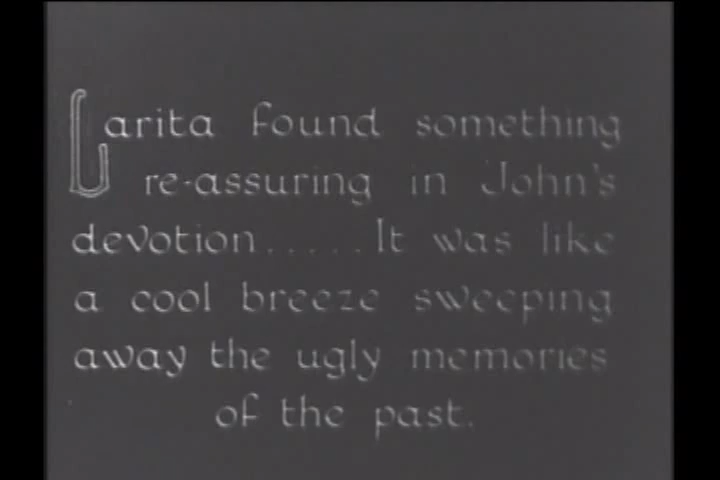 Larita found something
re-assuring in John's
devotion.....It was like
a cool breeze sweeping
away the ugly memories
of the past.